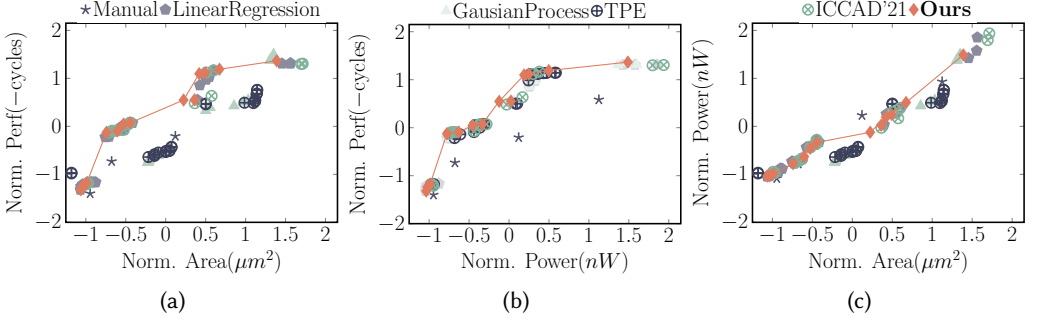 Manual LinearRegression GausianProcess TPE ICCAD'21 Ours
Norm. Perf(−cycles)
2
1
0
−1
−2
−1 −0.5 0 0.5 1 1.5 2
Norm. Area(μm²)
(a)
Norm. Perf(−cycles)
2
1
0
−1
−2
−1 −0.5 0 0.5 1 1.5 2
Norm. Power(nW)
(b)
Norm. Power(nW)
2
1
0
−1
−2
−1 −0.5 0 0.5 1 1.5 2
Norm. Area(μm²)
(c)